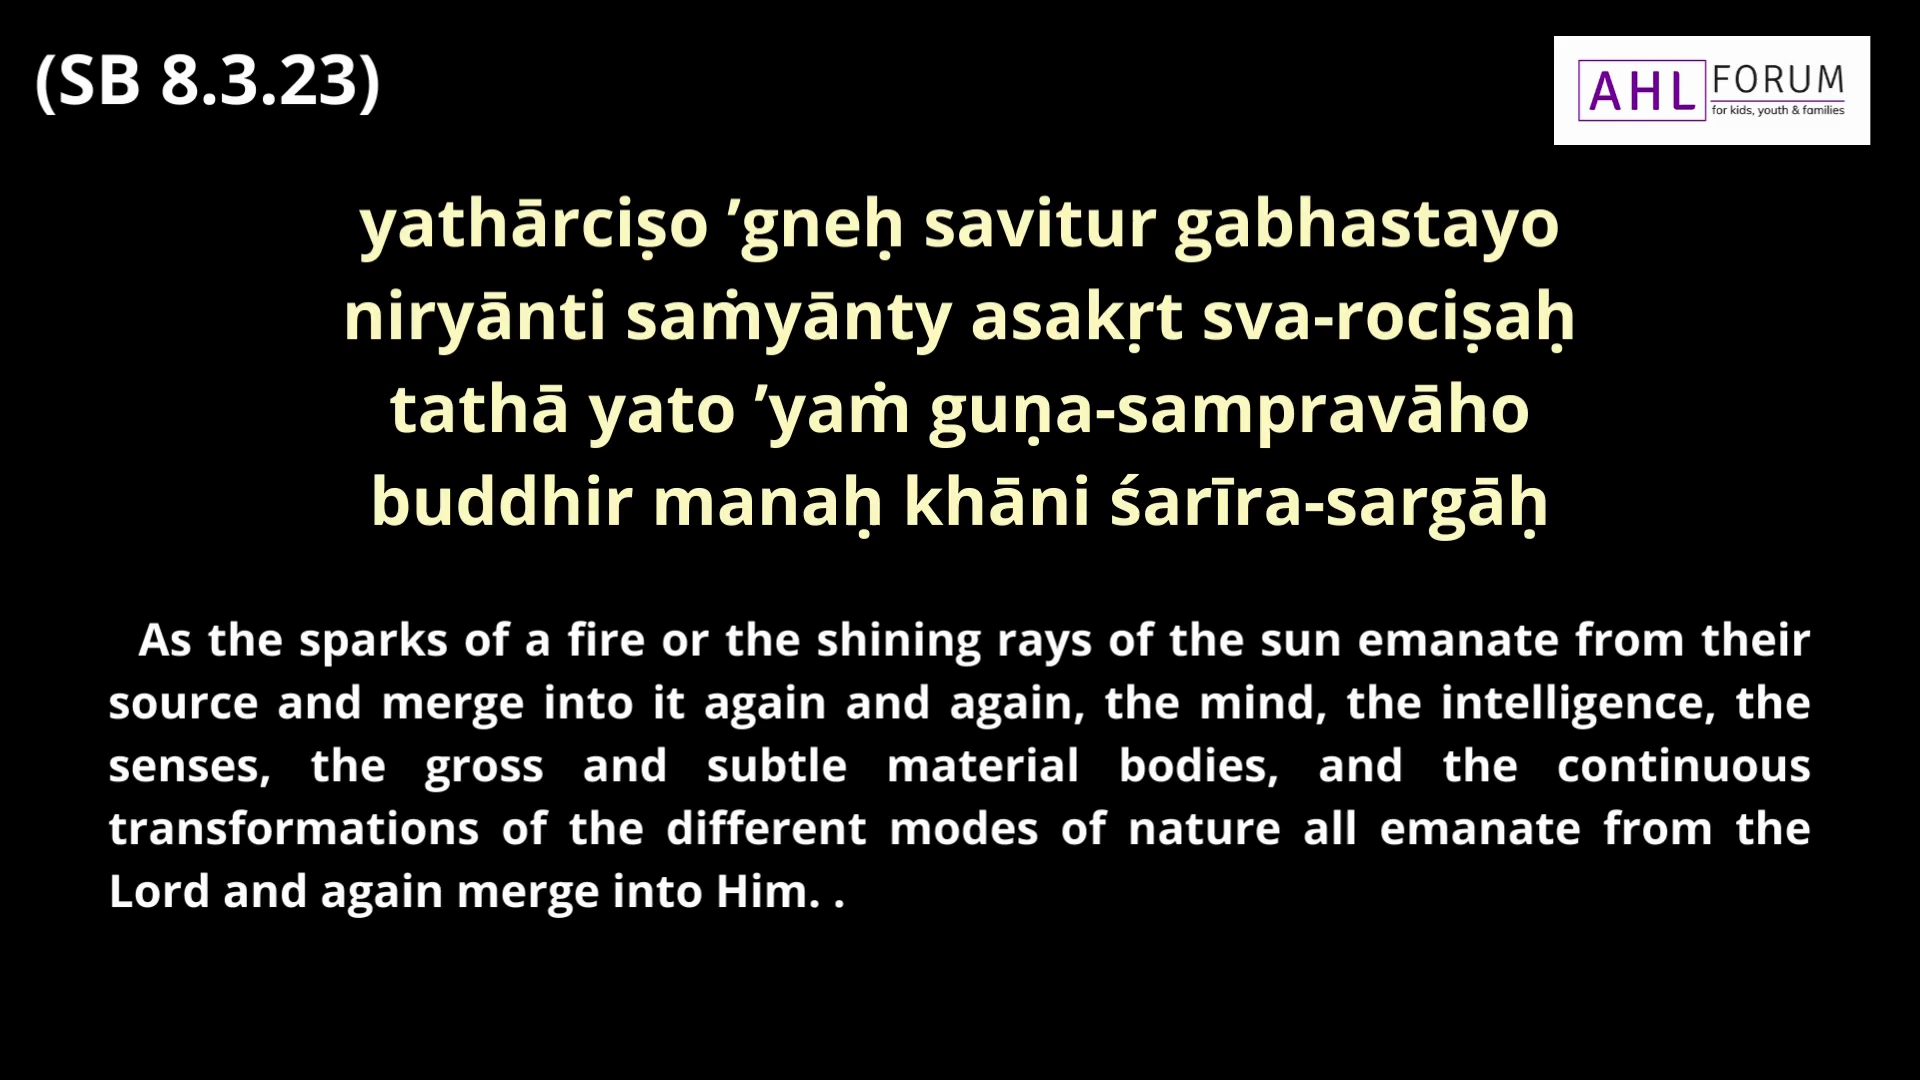 (SB 8.3.23)
AHL FORUM
for kids, youth & families
yathārciṣo ’gneḥ savitur gabhastayo
niryānti saṁyānty asakṛt sva-rociṣaḥ
tathā yato ’yaṁ guṇa-sampravāho
buddhir manaḥ khāni śarīra-sargāḥ
As the sparks of a fire or the shining rays of the sun emanate from their
source and merge into it again and again, the mind, the intelligence, the
senses, the gross and subtle material bodies, and the continuous
transformations of the different modes of nature all emanate from the
Lord and again merge into Him. .